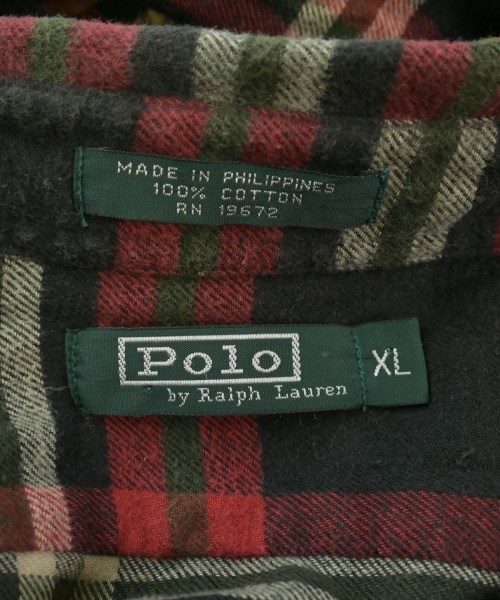 MADE IN PHILIPPINES
100% COTTON
RN 19672
Polo
by Ralph Lauren
XL